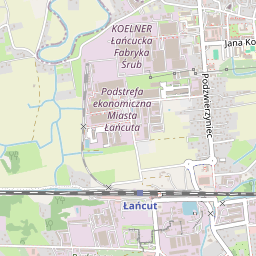 KOELNER
Łańcucka
Fabryka
Śrub
Jana Ko
Podstrefa
ekonomiczna
Miasta
Łańcuta
Podzwierzyniec
Łańcut